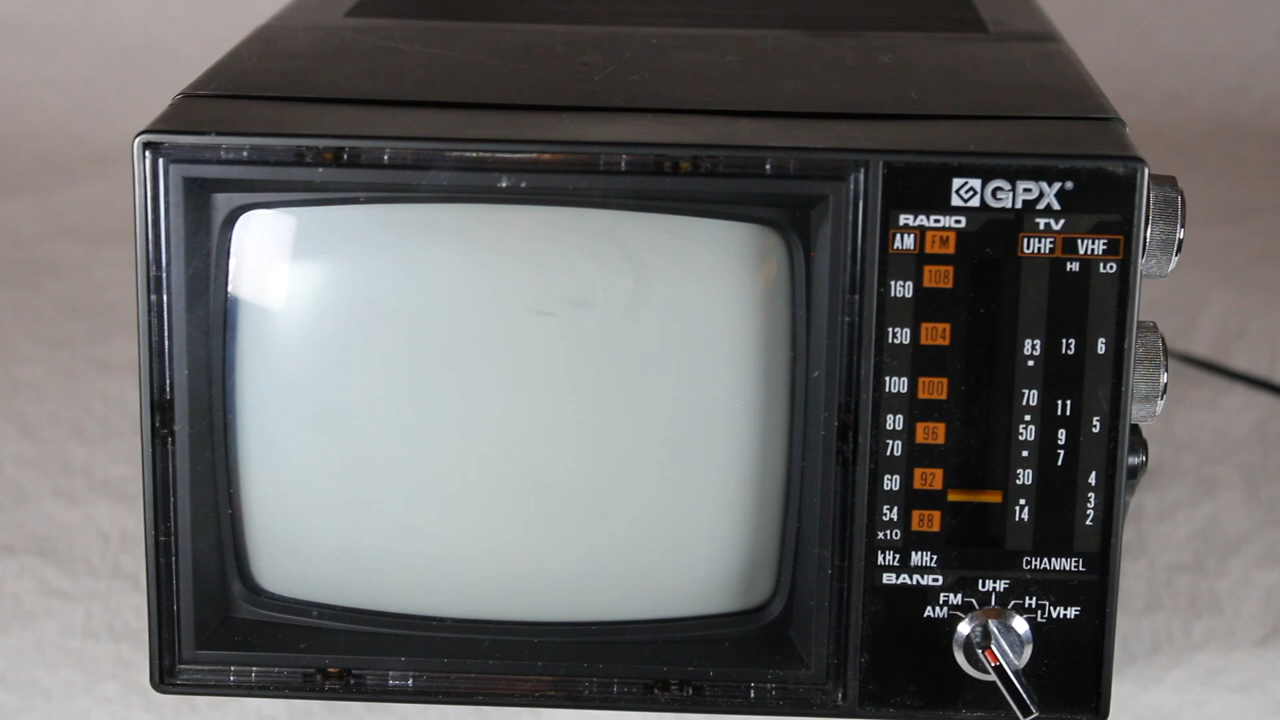 GPX®
RADIO TV
AM FM UHF VHF
HI LO
108
160
130 104 83 13 6
100 100
70 11
80 96 50 9 5
70 7
60 92 30 4
3
54 88 14 2
x10
kHz MHz CHANNEL
BAND
UHF
FM H
AM L VHF